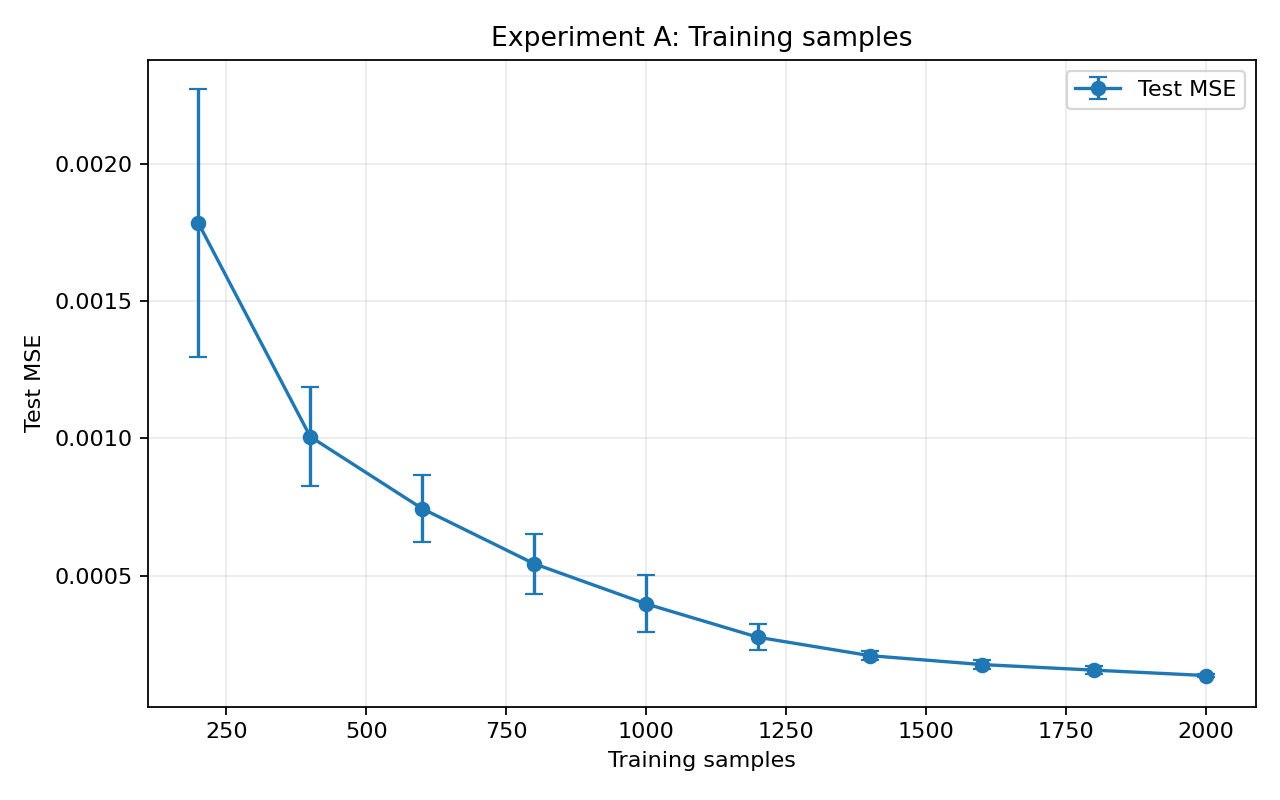 Experiment A: Training samples
Test MSE
0.0020
0.0015
0.0010
0.0005
Test MSE
250 500 750 1000 1250 1500 1750 2000
Training samples